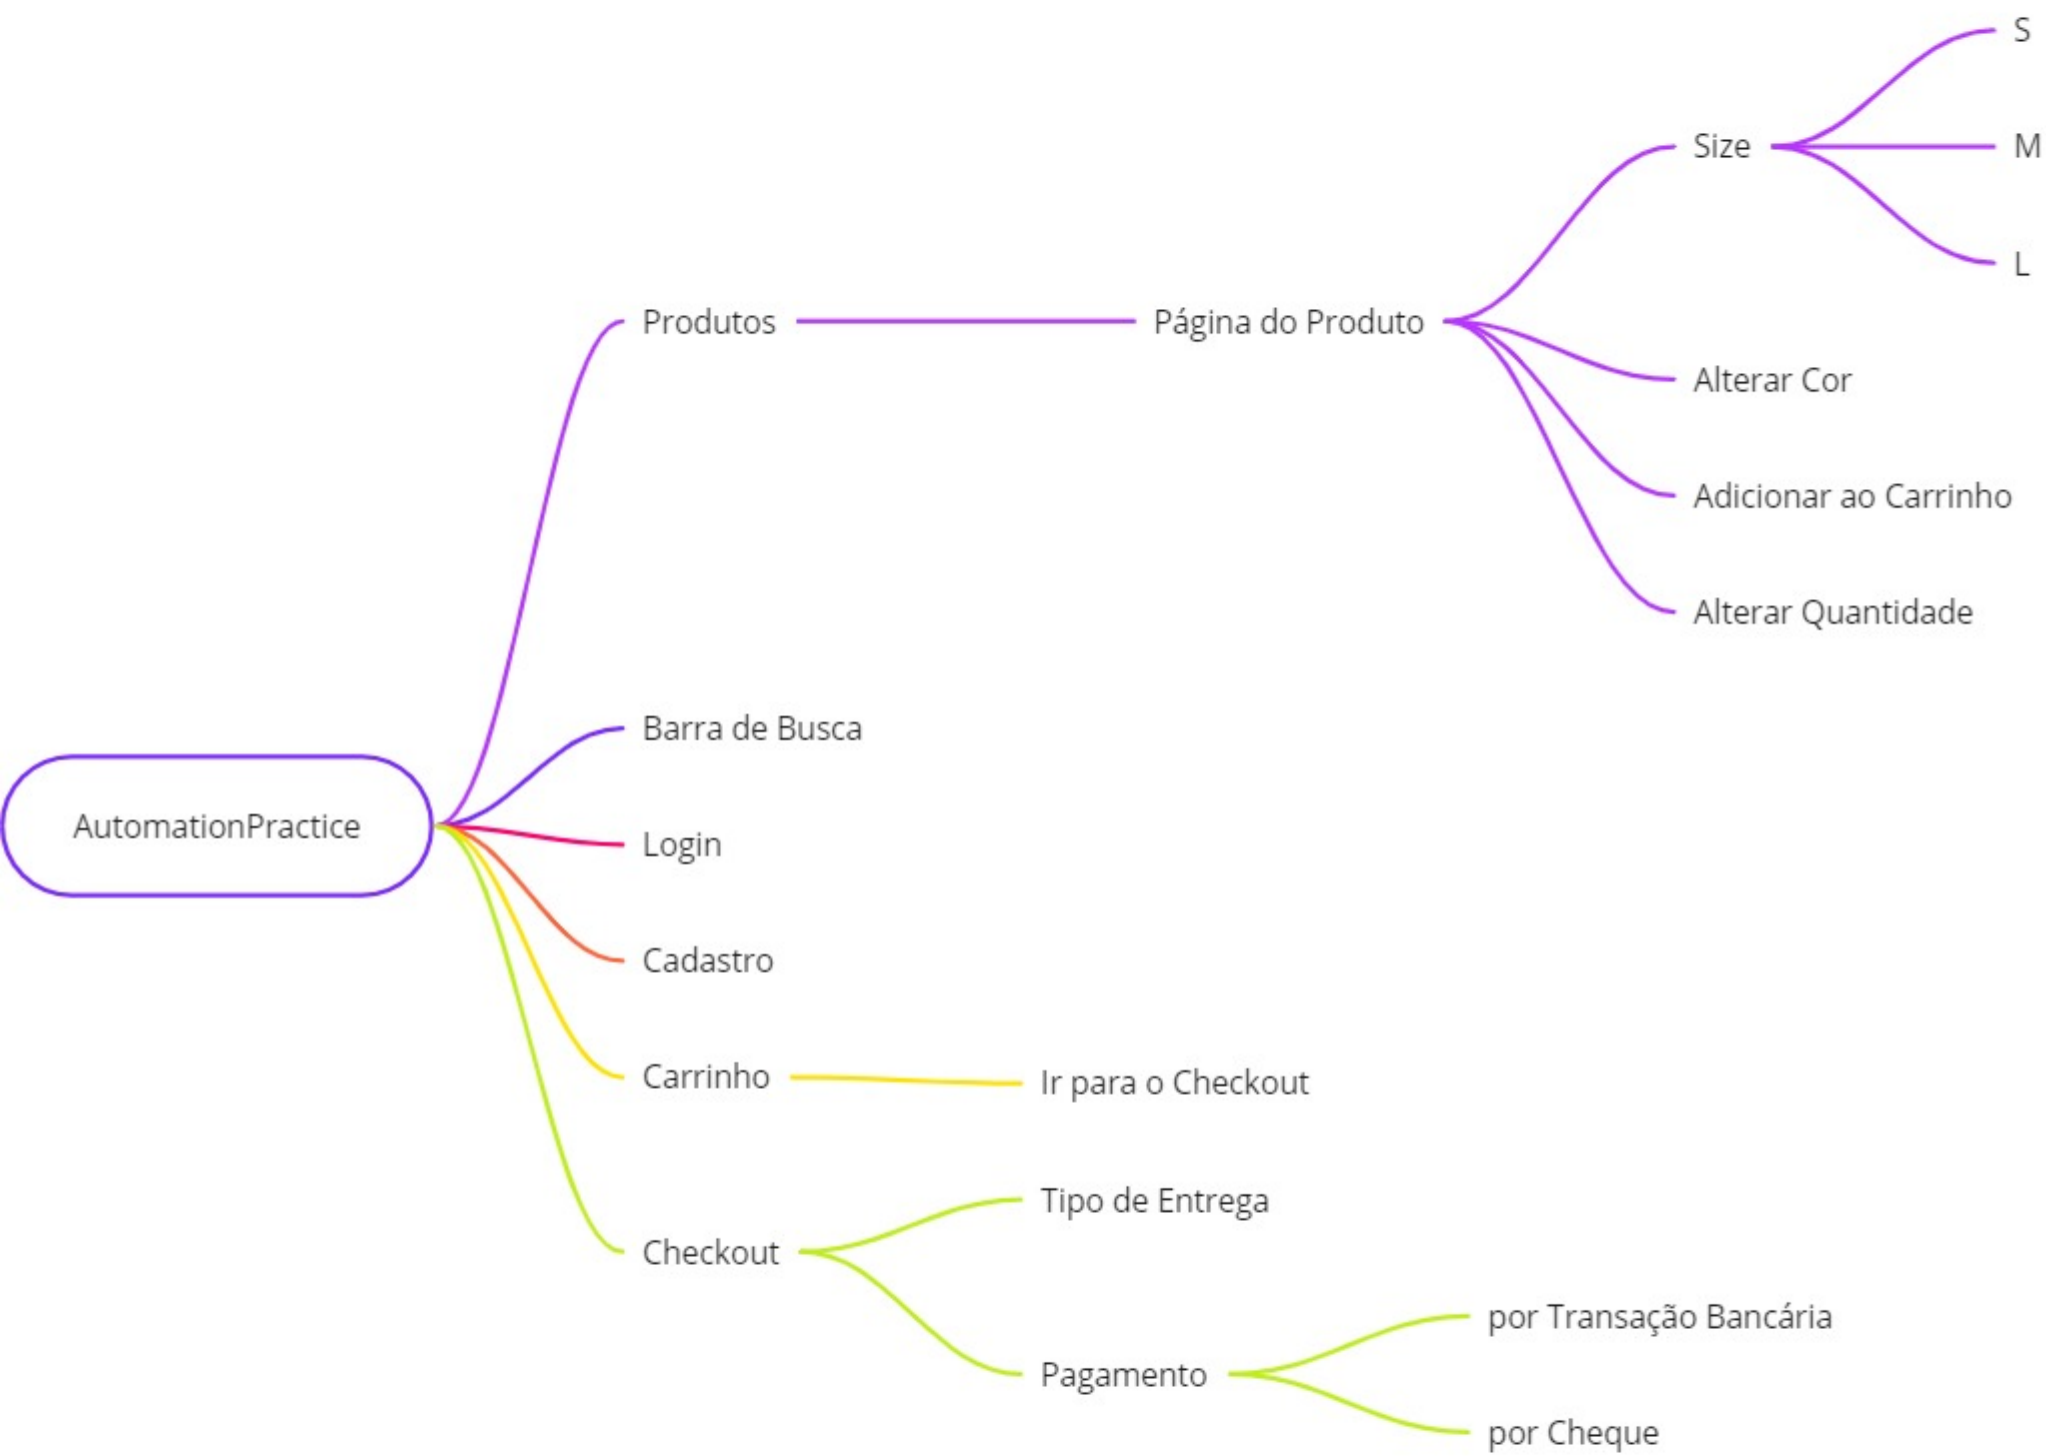 AutomationPractice
Produtos
Página do Produto
Size
S
M
L
Alterar Cor
Adicionar ao Carrinho
Alterar Quantidade
Barra de Busca
Login
Cadastro
Carrinho
Ir para o Checkout
Checkout
Tipo de Entrega
Pagamento
por Transação Bancária
por Cheque